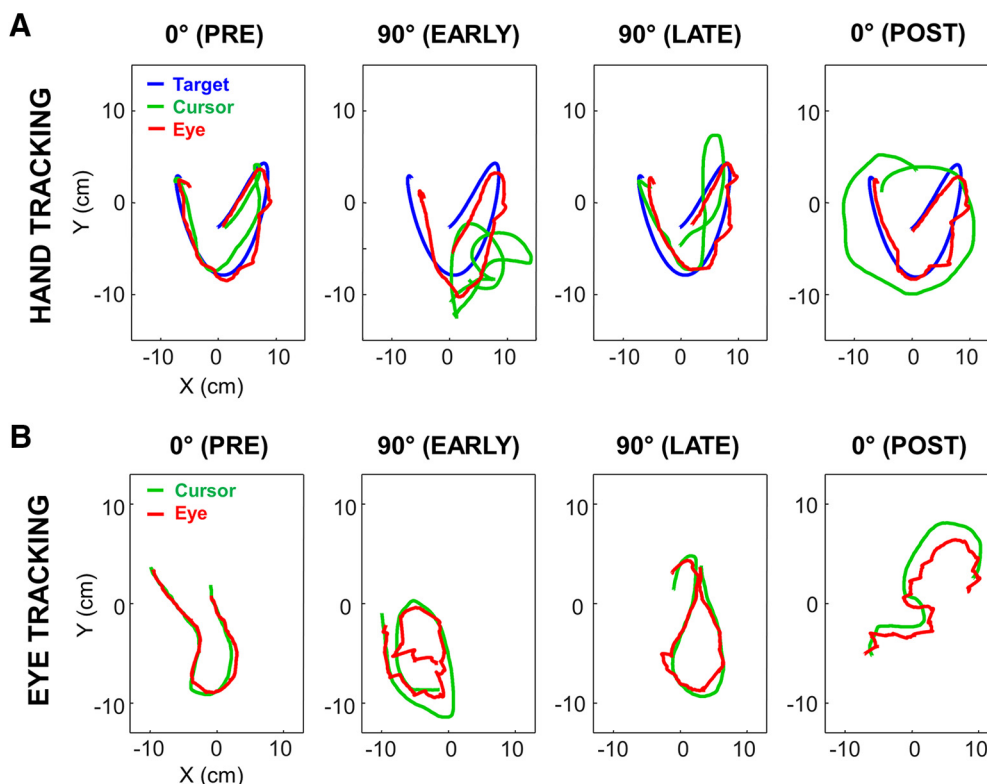 A
0° (PRE)
90° (EARLY)
90° (LATE)
0° (POST)
HAND TRACKING
Target
Cursor
Eye
Y (cm)
10
0
-10
10
0
-10
10
0
-10
10
0
-10
-10 0 10
-10 0 10
-10 0 10
-10 0 10
X (cm)
B
0° (PRE)
90° (EARLY)
90° (LATE)
0° (POST)
EYE TRACKING
Cursor
Eye
Y (cm)
10
0
-10
10
0
-10
10
0
-10
10
0
-10
-10 0 10
-10 0 10
-10 0 10
-10 0 10
X (cm)